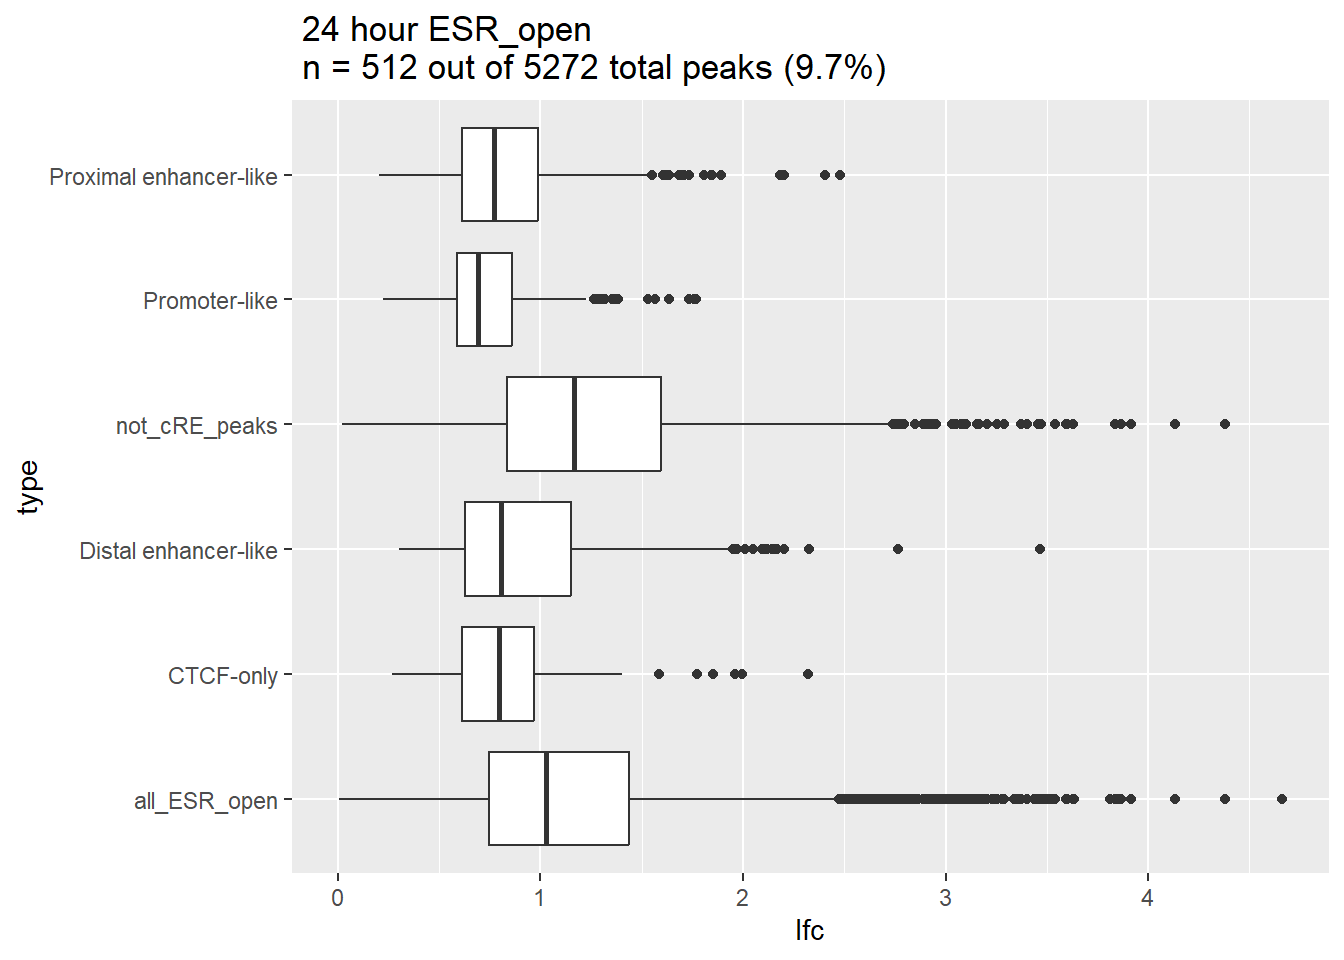 24 hour ESR_open
n = 512 out of 5272 total peaks (9.7%)
Proximal enhancer-like
Promoter-like
not_cRE_peaks
Distal enhancer-like
CTCF-only
all_ESR_open
type
0 1 2 3 4
lfc